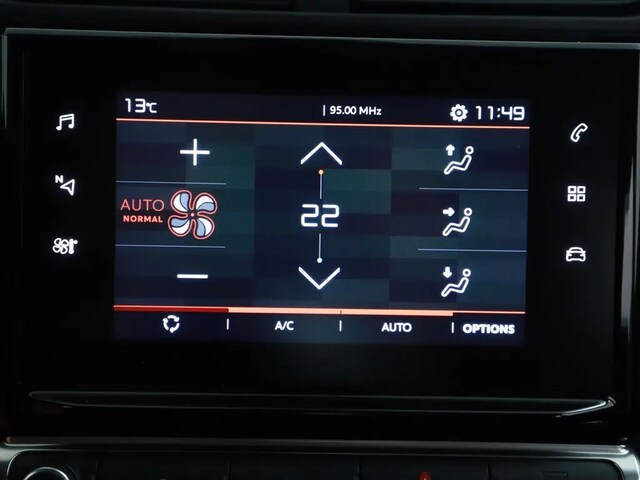 13°C | 95.00 MHz 11:49
N
AUTO
NORMAL
22
A/C AUTO OPTIONS